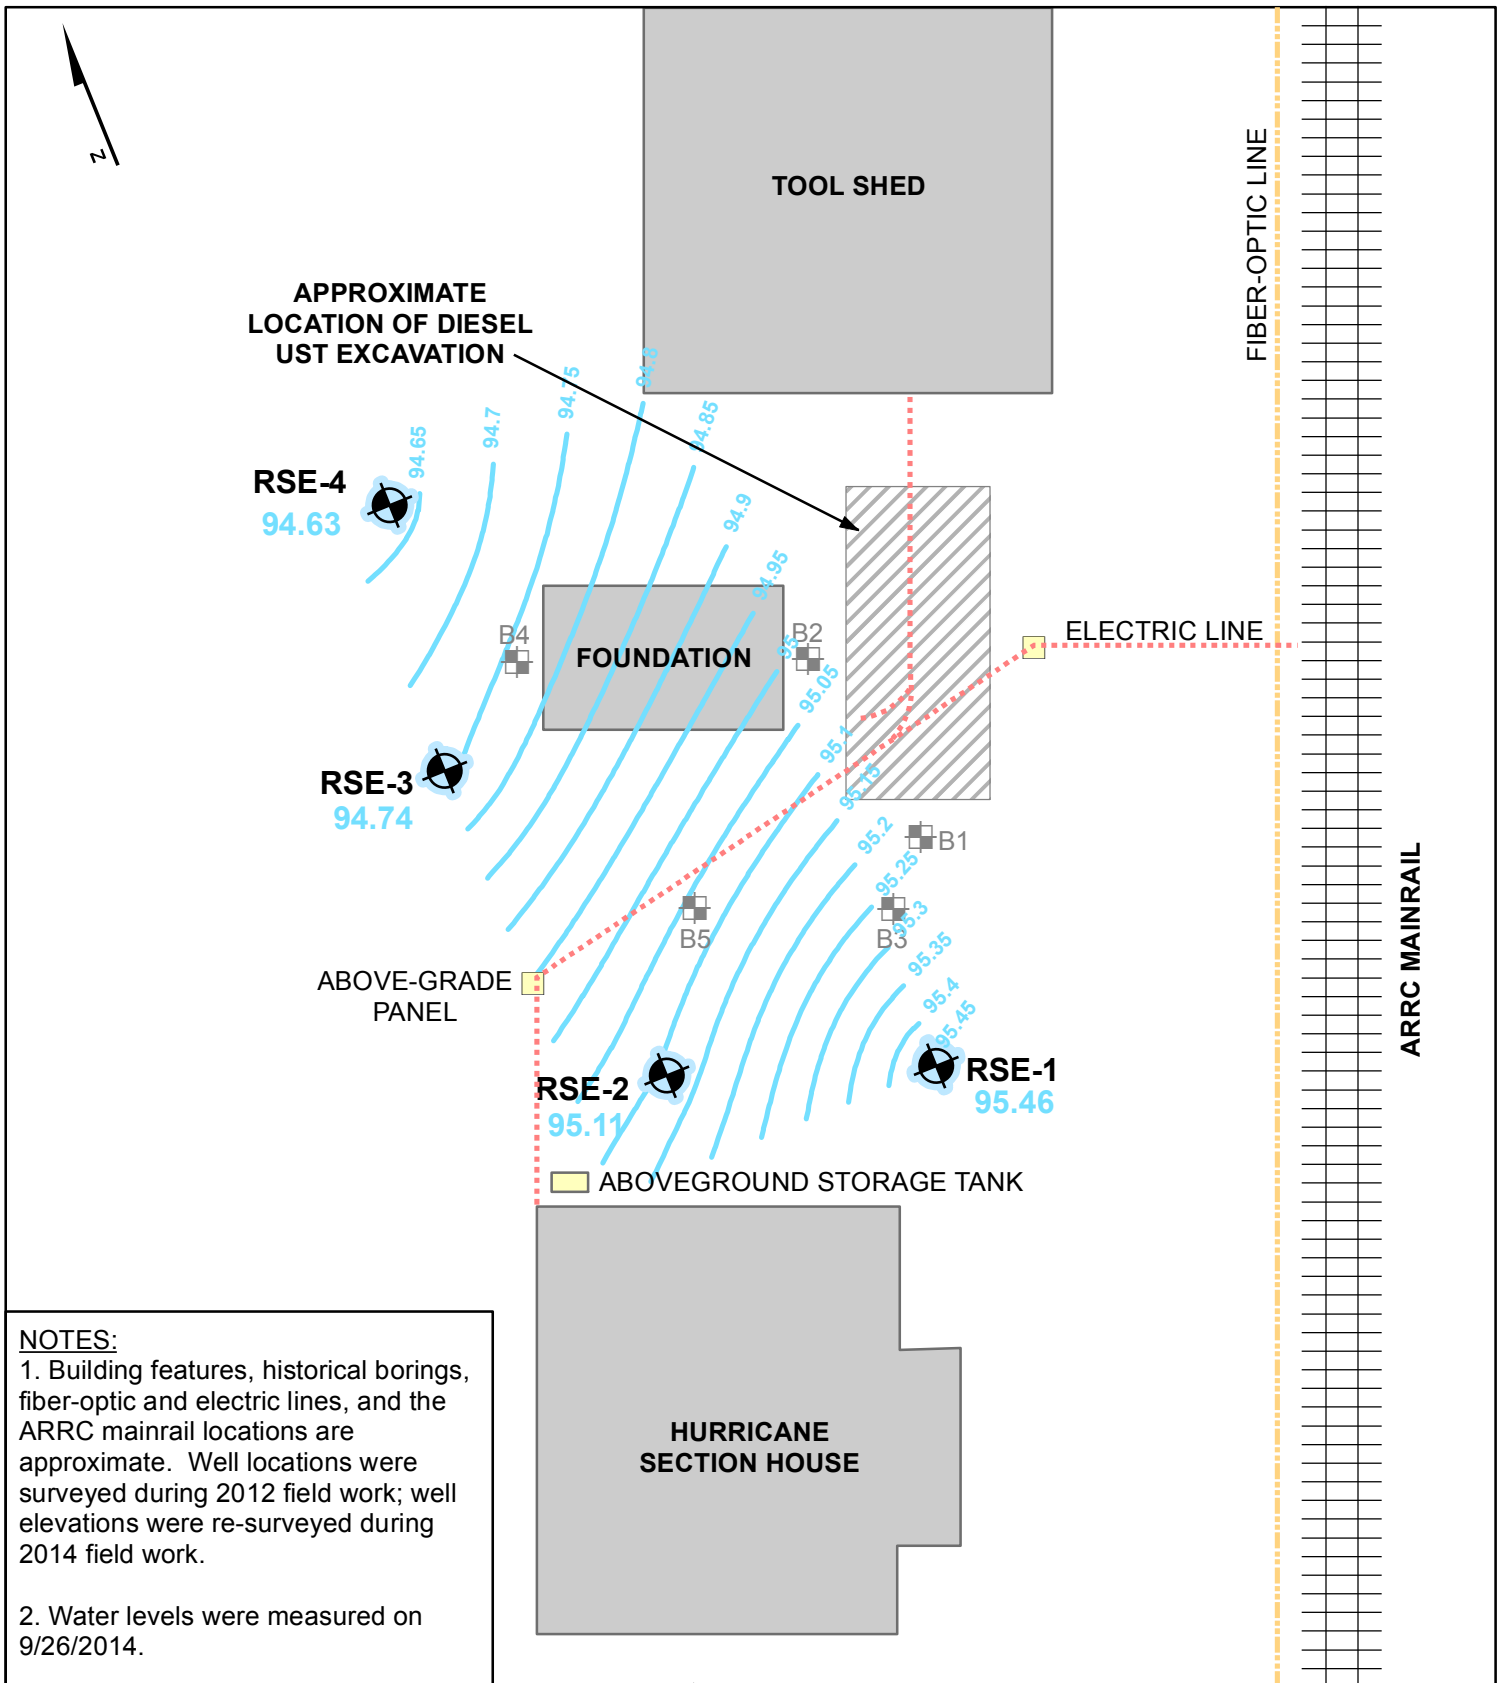 N
TOOL SHED
FIBER-OPTIC LINE
APPROXIMATE
LOCATION OF DIESEL
UST EXCAVATION
94.65
94.7
94.75
94.8
94.85
94.9
94.95
95
95.05
95.1
95.15
95.2
95.25
95.3
95.35
95.4
95.45
RSE-4
94.63
B4
FOUNDATION
B2
ELECTRIC LINE
RSE-3
94.74
B1
B5
B3
ABOVE-GRADE
PANEL
ARRC MAINRAIL
RSE-2
95.11
RSE-1
95.46
ABOVEGROUND STORAGE TANK
HURRICANE
SECTION HOUSE
NOTES:
1. Building features, historical borings,
fiber-optic and electric lines, and the
ARRC mainrail locations are
approximate.  Well locations were
surveyed during 2012 field work; well
elevations were re-surveyed during
2014 field work.
2. Water levels were measured on
9/26/2014.